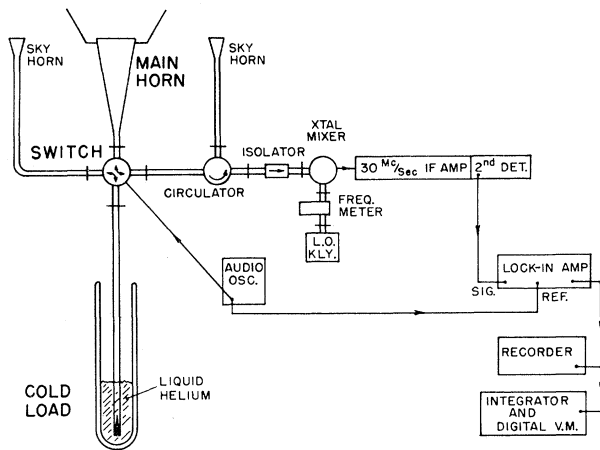 SKY
HORN
MAIN
HORN
SKY
HORN
XTAL
MIXER
SWITCH
ISOLATOR
CIRCULATOR
30 Mc/Sec IF AMP
2nd DET.
FREQ.
METER
L.O.
KLY.
AUDIO
OSC.
LOCK-IN AMP
SIG.
REF.
RECORDER
COLD
LOAD
LIQUID
HELIUM
INTEGRATOR
AND
DIGITAL V.M.